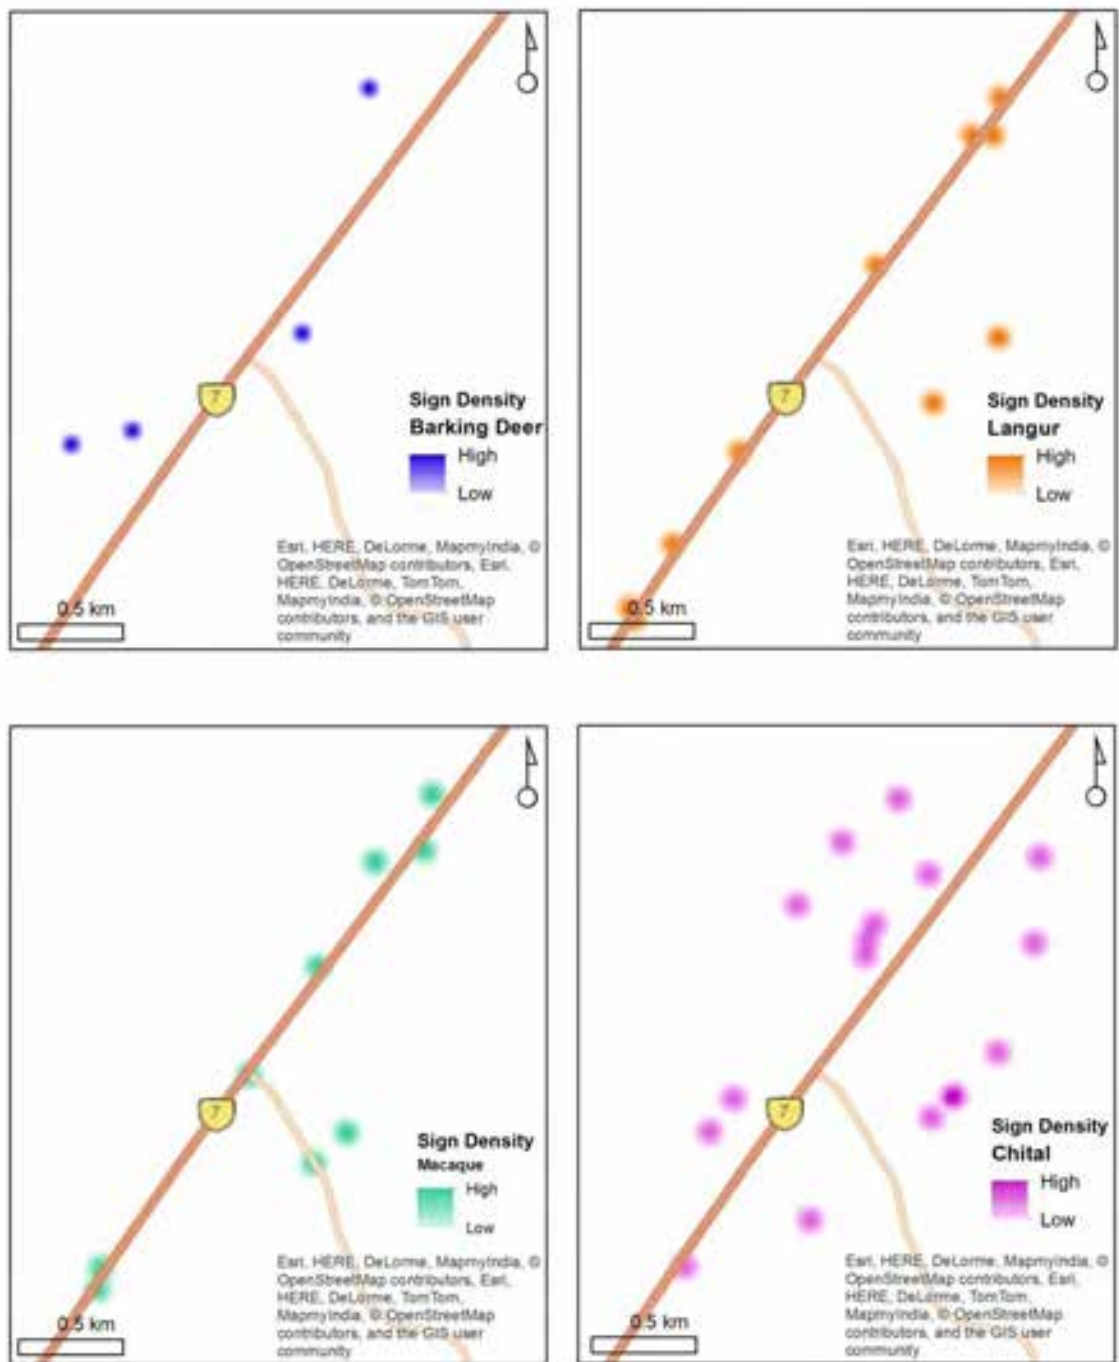 7
Sign Density
Barking Deer
High
Low
Esri, HERE, DeLorme, MapmyIndia, ©
OpenStreetMap contributors, Esri,
HERE, DeLorme, TomTom,
MapmyIndia, © OpenStreetMap
contributors, and the GIS user
community
0.5 km
7
Sign Density
Langur
High
Low
Esri, HERE, DeLorme, MapmyIndia, ©
OpenStreetMap contributors, Esri,
HERE, DeLorme, TomTom,
MapmyIndia, © OpenStreetMap
contributors, and the GIS user
community
0.5 km
7
Sign Density
Macaque
High
Low
Esri, HERE, DeLorme, MapmyIndia, ©
OpenStreetMap contributors, Esri,
HERE, DeLorme, TomTom,
MapmyIndia, © OpenStreetMap
contributors, and the GIS user
community
0.5 km
7
Sign Density
Chital
High
Low
Esri, HERE, DeLorme, MapmyIndia, ©
OpenStreetMap contributors, Esri,
HERE, DeLorme, TomTom,
MapmyIndia, © OpenStreetMap
contributors, and the GIS user
community
0.5 km